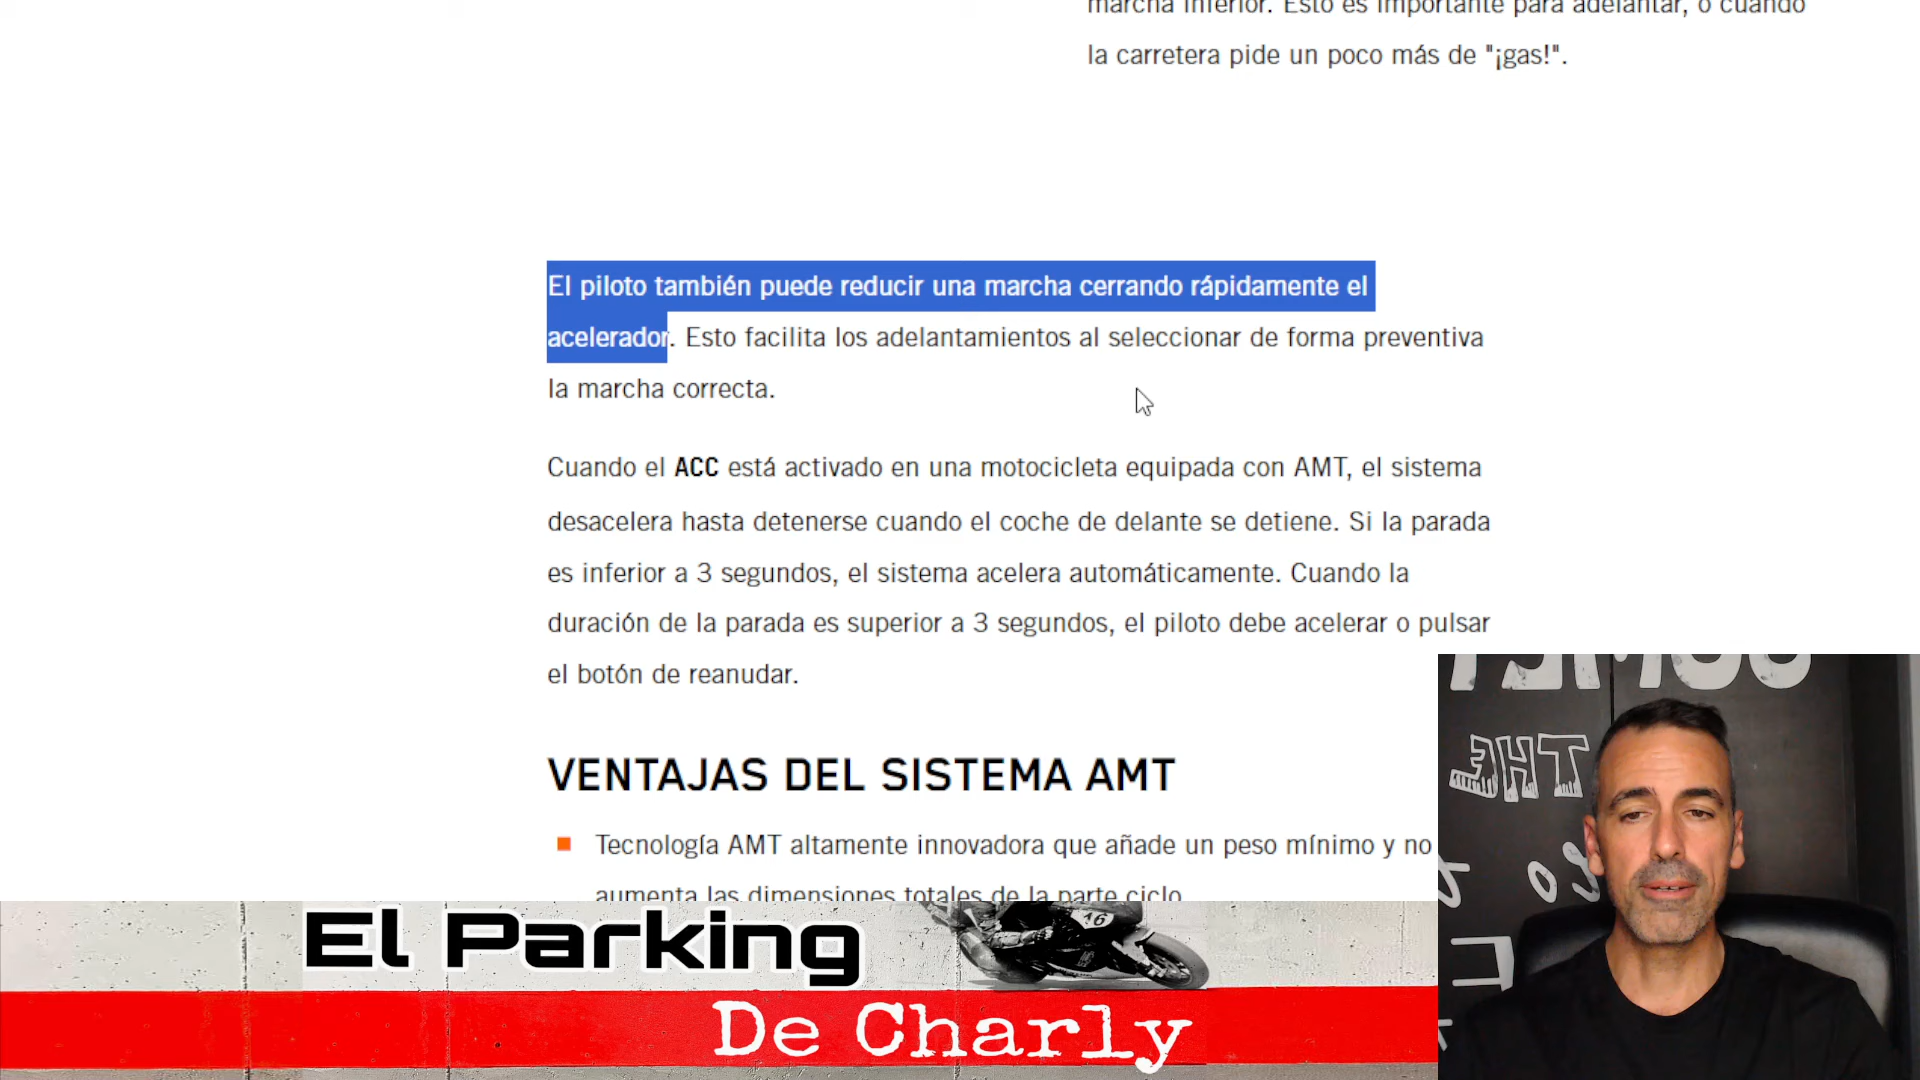 marcha inferior. Esto es importante para adelantar, o cuando
la carretera pide un poco más de "¡gas!".
El piloto también puede reducir una marcha cerrando rápidamente el
acelerador. Esto facilita los adelantamientos al seleccionar de forma preventiva
la marcha correcta.
Cuando el ACC está activado en una motocicleta equipada con AMT, el sistema
desacelera hasta detenerse cuando el coche de delante se detiene. Si la parada
es inferior a 3 segundos, el sistema acelera automáticamente. Cuando la
duración de la parada es superior a 3 segundos, el piloto debe acelerar o pulsar
el botón de reanudar.
VENTAJAS DEL SISTEMA AMT
Tecnología AMT altamente innovadora que añade un peso mínimo y no
aumenta las dimensiones totales de la parte ciclo
THE
El Parking
16
De Charly